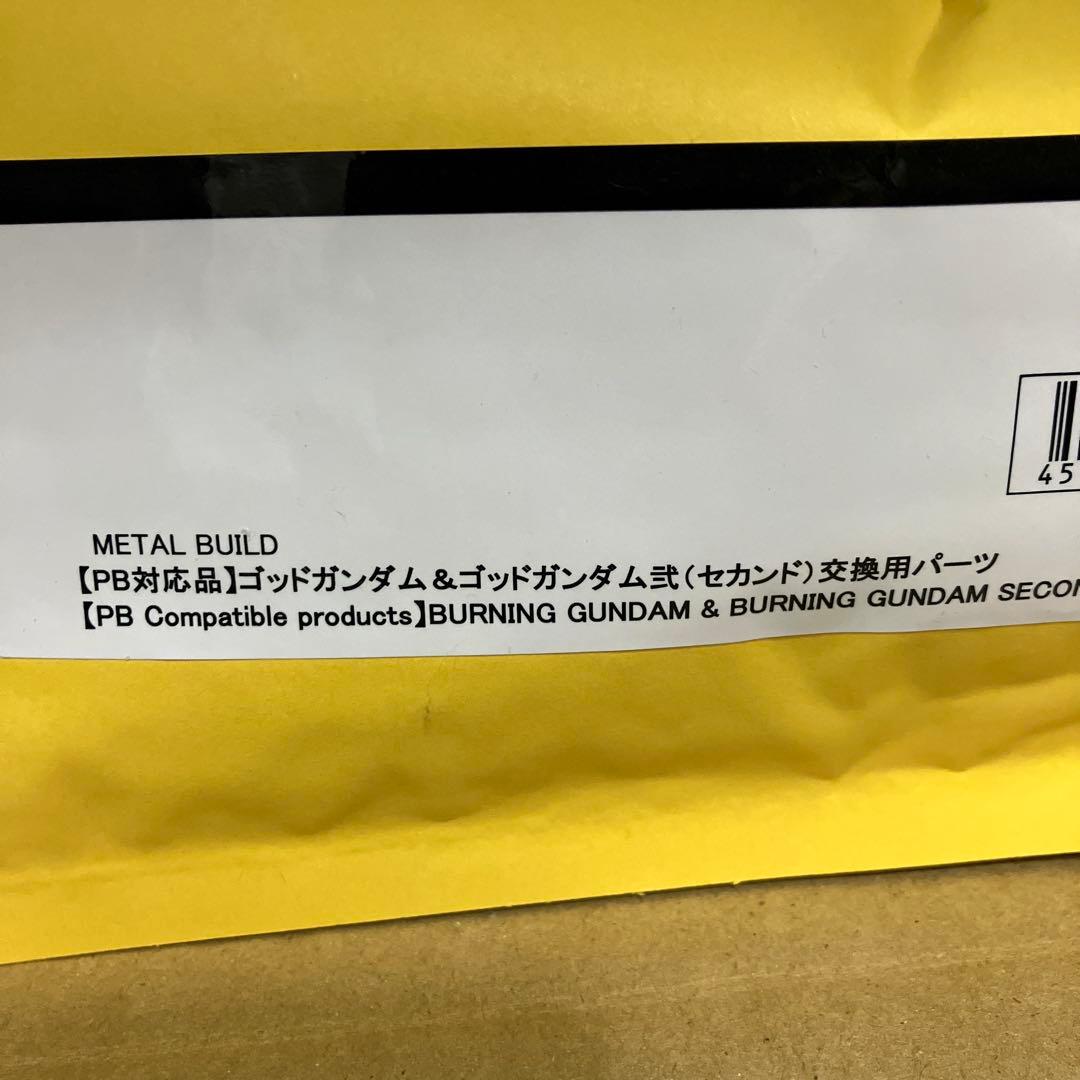 45
METAL BUILD
【PB対応品】ゴッドガンダム&ゴッドガンダム弐(セカンド)交換用パーツ
【PB Compatible products】BURNING GUNDAM & BURNING GUNDAM